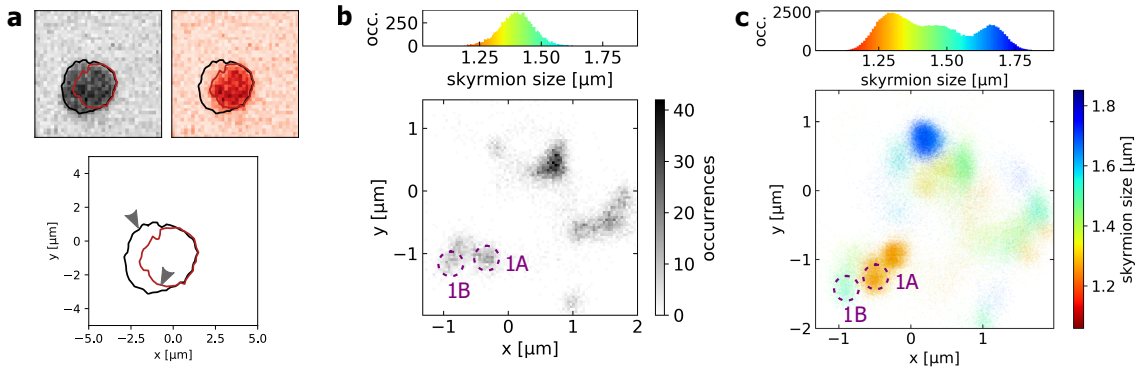 a
4
2
0
−2
−4
y [µm]
−5.0 −2.5 0.0 2.5 5.0
x [µm]
b
occ.
250
0
1.25 1.50 1.75
skyrmion size [µm]
y [µm]
1
0
−1
1A
1B
−1 0 1 2
x [µm]
40
30
20
10
0
occurrences
c
occ.
2500
0
1.25 1.50 1.75
skyrmion size [µm]
y [µm]
1
0
−1
−2
1A
1B
−1 0 1
x [µm]
1.8
1.6
1.4
1.2
skyrmion size [µm]